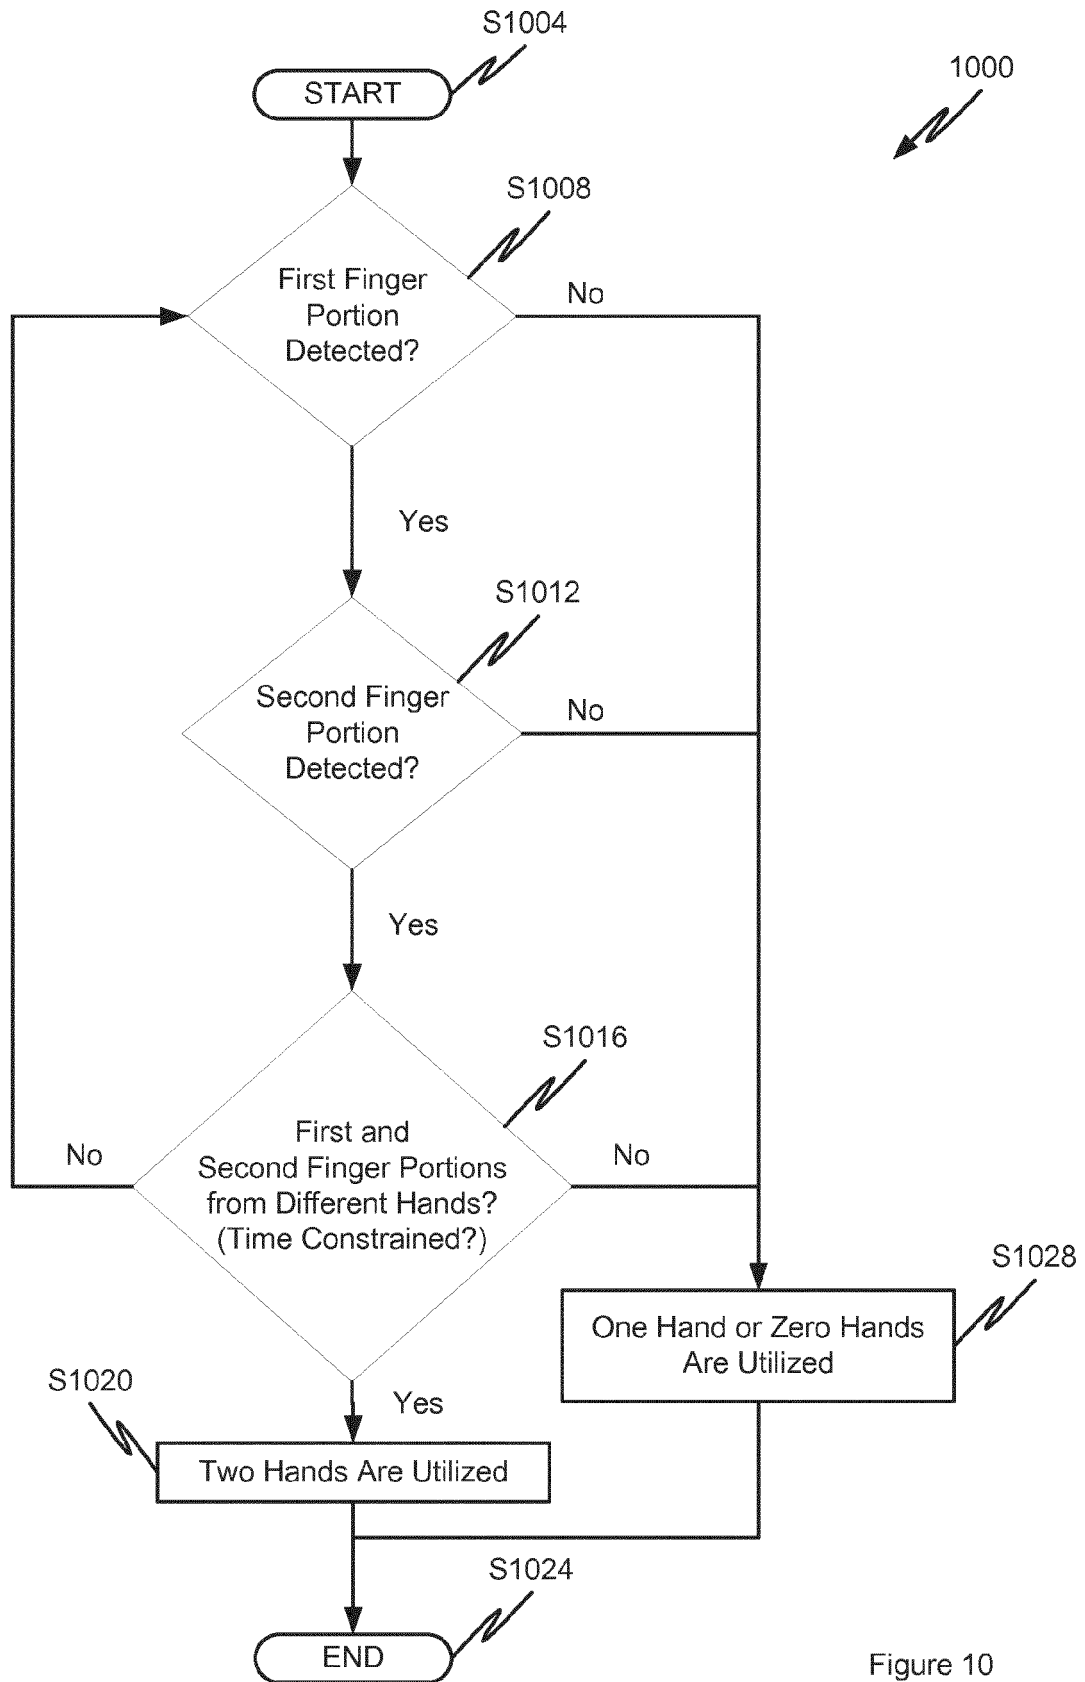 S1004
START
1000
S1008
First Finger
Portion
Detected?
No
Yes
S1012
Second Finger
Portion
Detected?
No
Yes
S1016
First and
Second Finger Portions
from Different Hands?
(Time Constrained?)
No
No
S1028
One Hand or Zero Hands
Are Utilized
Yes
S1020
Two Hands Are Utilized
S1024
END
Figure 10